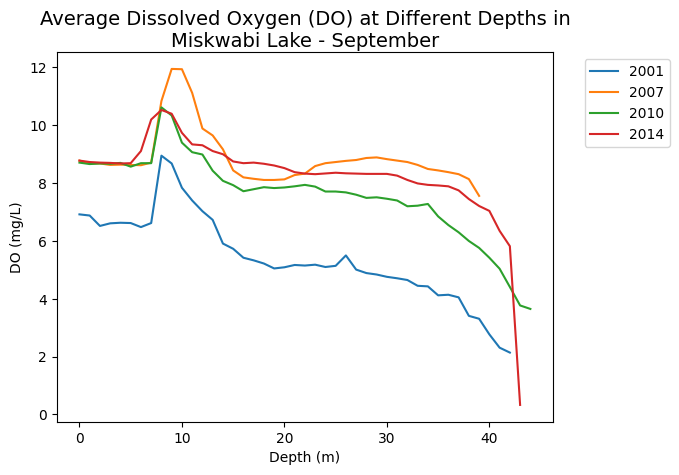 Average Dissolved Oxygen (DO) at Different Depths in
Miskwabi Lake - September
2001
2007
2010
2014
DO (mg/L)
12
10
8
6
4
2
0
0 10 20 30 40
Depth (m)